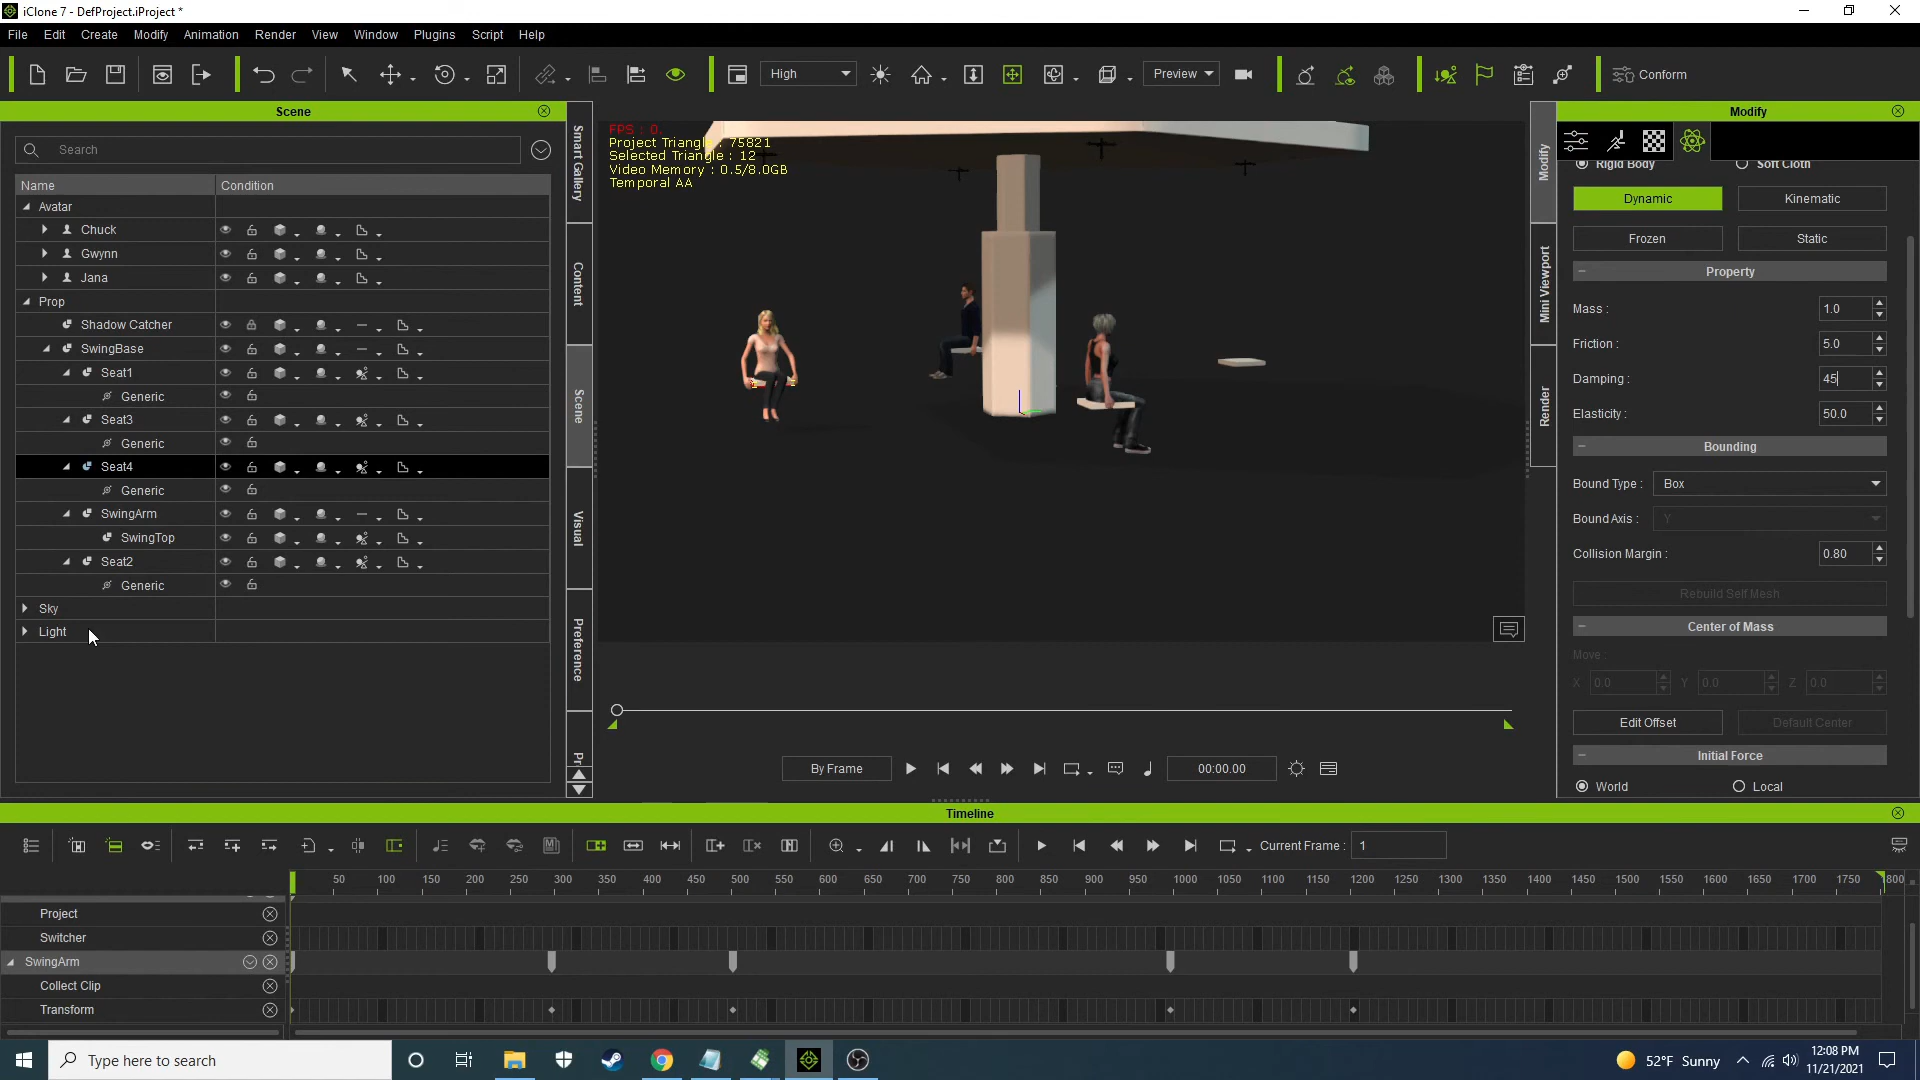 iClone 7 - DefProject.iProject *
File Edit Create Modify Animation Render View Window Plugins Script Help
High Preview Conform
Scene
Search
Name Condition
Avatar
Chuck
Gwynn
Jana
Prop
Shadow Catcher
SwingBase
Seat1
Generic
Seat3
Generic
Seat4
Generic
SwingArm
SwingTop
Seat2
Generic
Sky
Light
Smart Gallery
Content
Scene
Visual
Preference
Pr
FPS : 0.
Project Triangle : 75821
Selected Triangle : 12
Video Memory : 0.5/8.0GB
Temporal AA
By Frame 00:00.00
Modify
Mini Viewport
Render
Modify
Rigid Body Soft Cloth
Dynamic Kinematic
Frozen Static
Property
Mass : 1.0
Friction : 5.0
Damping : 45
Elasticity : 50.0
Bounding
Bound Type : Box
Bound Axis : Y
Collision Margin : 0.80
Rebuild Self Mesh
Center of Mass
Move :
X 0.0 Y 0.0 Z 0.0
Edit Offset Default Center
Initial Force
World Local
Timeline
Current Frame : 1
50 100 150 200 250 300 350 400 450 500 550 600 650 700 750 800 850 900 950 1000 1050 1100 1150 1200 1250 1300 1350 1400 1450 1500 1550 1600 1650 1700 1750 800
Project
Switcher
SwingArm
Collect Clip
Transform
Type here to search
52°F Sunny
12:08 PM
11/21/2021